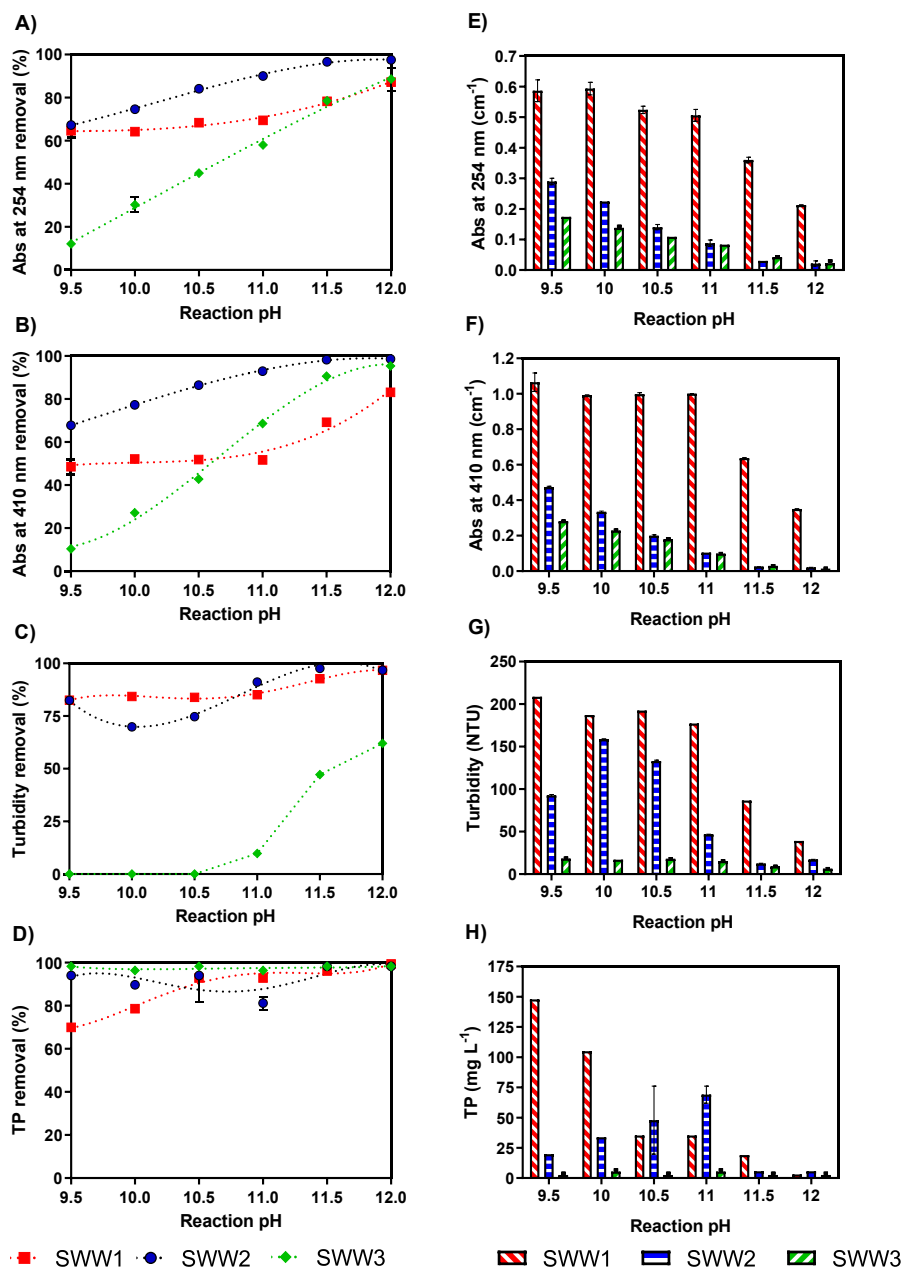 A)
Abs at 254 nm removal (%)
100
80
60
40
20
0
9.5 10.0 10.5 11.0 11.5 12.0
Reaction pH
B)
Abs at 410 nm removal (%)
100
80
60
40
20
0
9.5 10.0 10.5 11.0 11.5 12.0
Reaction pH
C)
Turbidity removal (%)
100
75
50
25
0
9.5 10.0 10.5 11.0 11.5 12.0
Reaction pH
D)
TP removal (%)
100
80
60
40
20
0
9.5 10.0 10.5 11.0 11.5 12.0
Reaction pH
SWW1 SWW2 SWW3
E)
Abs at 254 nm (cm⁻¹)
0.7
0.6
0.5
0.4
0.3
0.2
0.1
0.0
9.5 10 10.5 11 11.5 12
Reaction pH
F)
Abs at 410 nm (cm⁻¹)
1.2
1.0
0.8
0.6
0.4
0.2
0.0
9.5 10 10.5 11 11.5 12
Reaction pH
G)
Turbidity (NTU)
250
200
150
100
50
0
9.5 10 10.5 11 11.5 12
Reaction pH
H)
TP (mg L⁻¹)
175
150
125
100
75
50
25
0
9.5 10 10.5 11 11.5 12
Reaction pH
SWW1 SWW2 SWW3